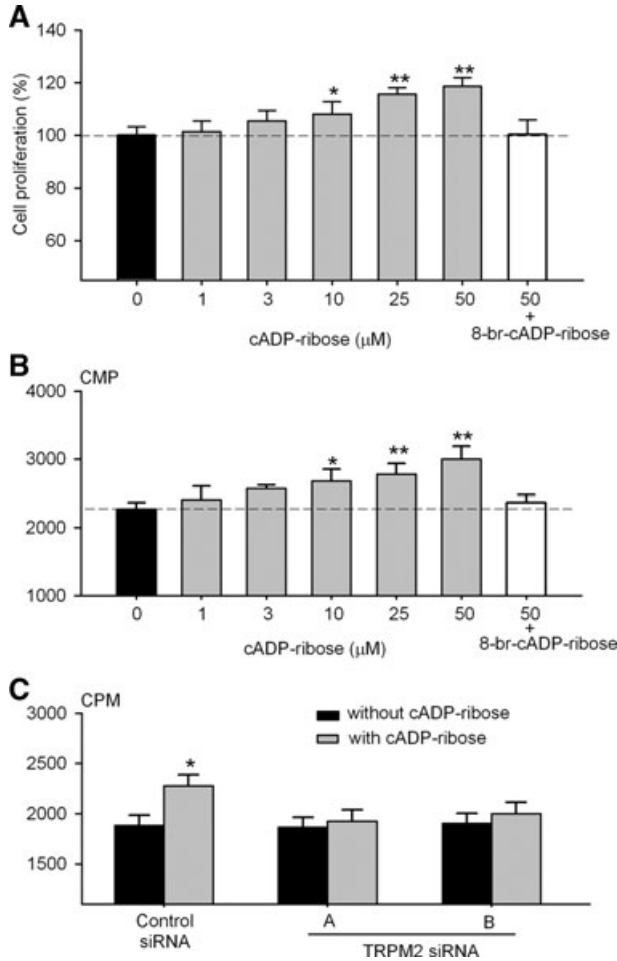 A
Cell proliferation (%)
140
120
100
80
60
* ** **
0 1 3 10 25 50 50
+
8-br-cADP-ribose
cADP-ribose (μM)
B
CMP
4000
3000
2000
1000
* ** **
0 1 3 10 25 50 50
+
8-br-cADP-ribose
cADP-ribose (μM)
C
CPM
3000
2500
2000
1500
without cADP-ribose
with cADP-ribose
*
Control
siRNA
A B
TRPM2 siRNA